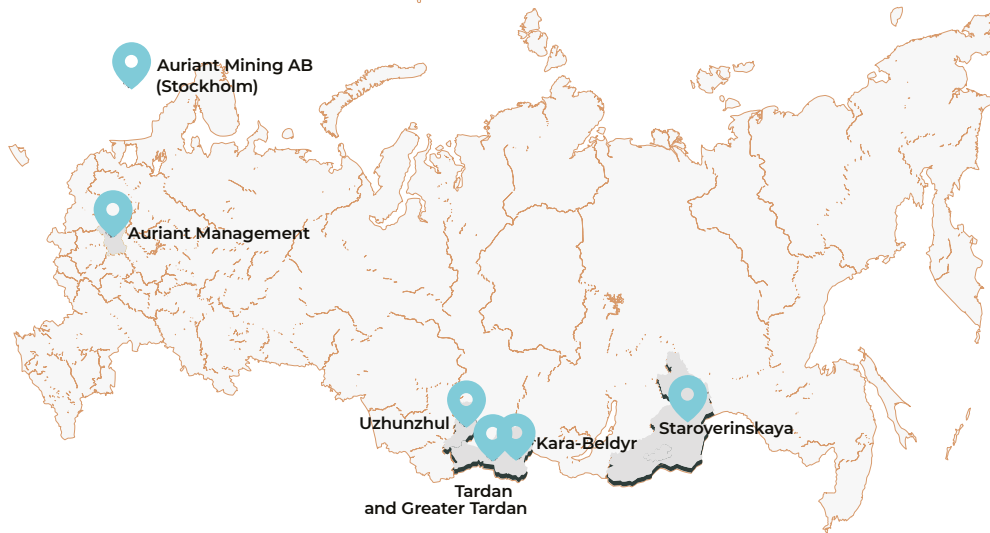 Auriant Mining AB
(Stockholm)
Auriant Management
Uzhunzhul
Kara-Beldyr
Staroverinskaya
Tardan
and Greater Tardan